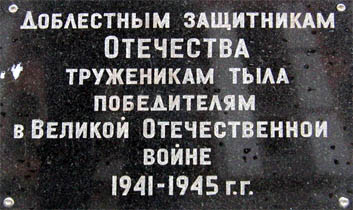 Доблестным защитникам
Отечества
труженикам тыла
победителям
в Великой Отечественной
войне
1941-1945 г.г.